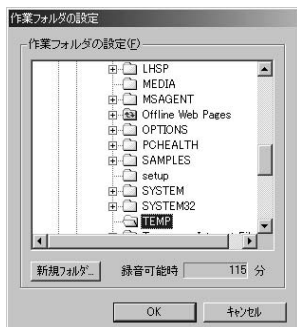 作業フォルダの設定
作業フォルダの設定(F)
LHSP
MEDIA
MSAGENT
Offline Web Pages
OPTIONS
PCHEALTH
SAMPLES
setup
SYSTEM
SYSTEM32
TEMP
新規フォルダ...
録音可能時 115 分
OK キャンセル